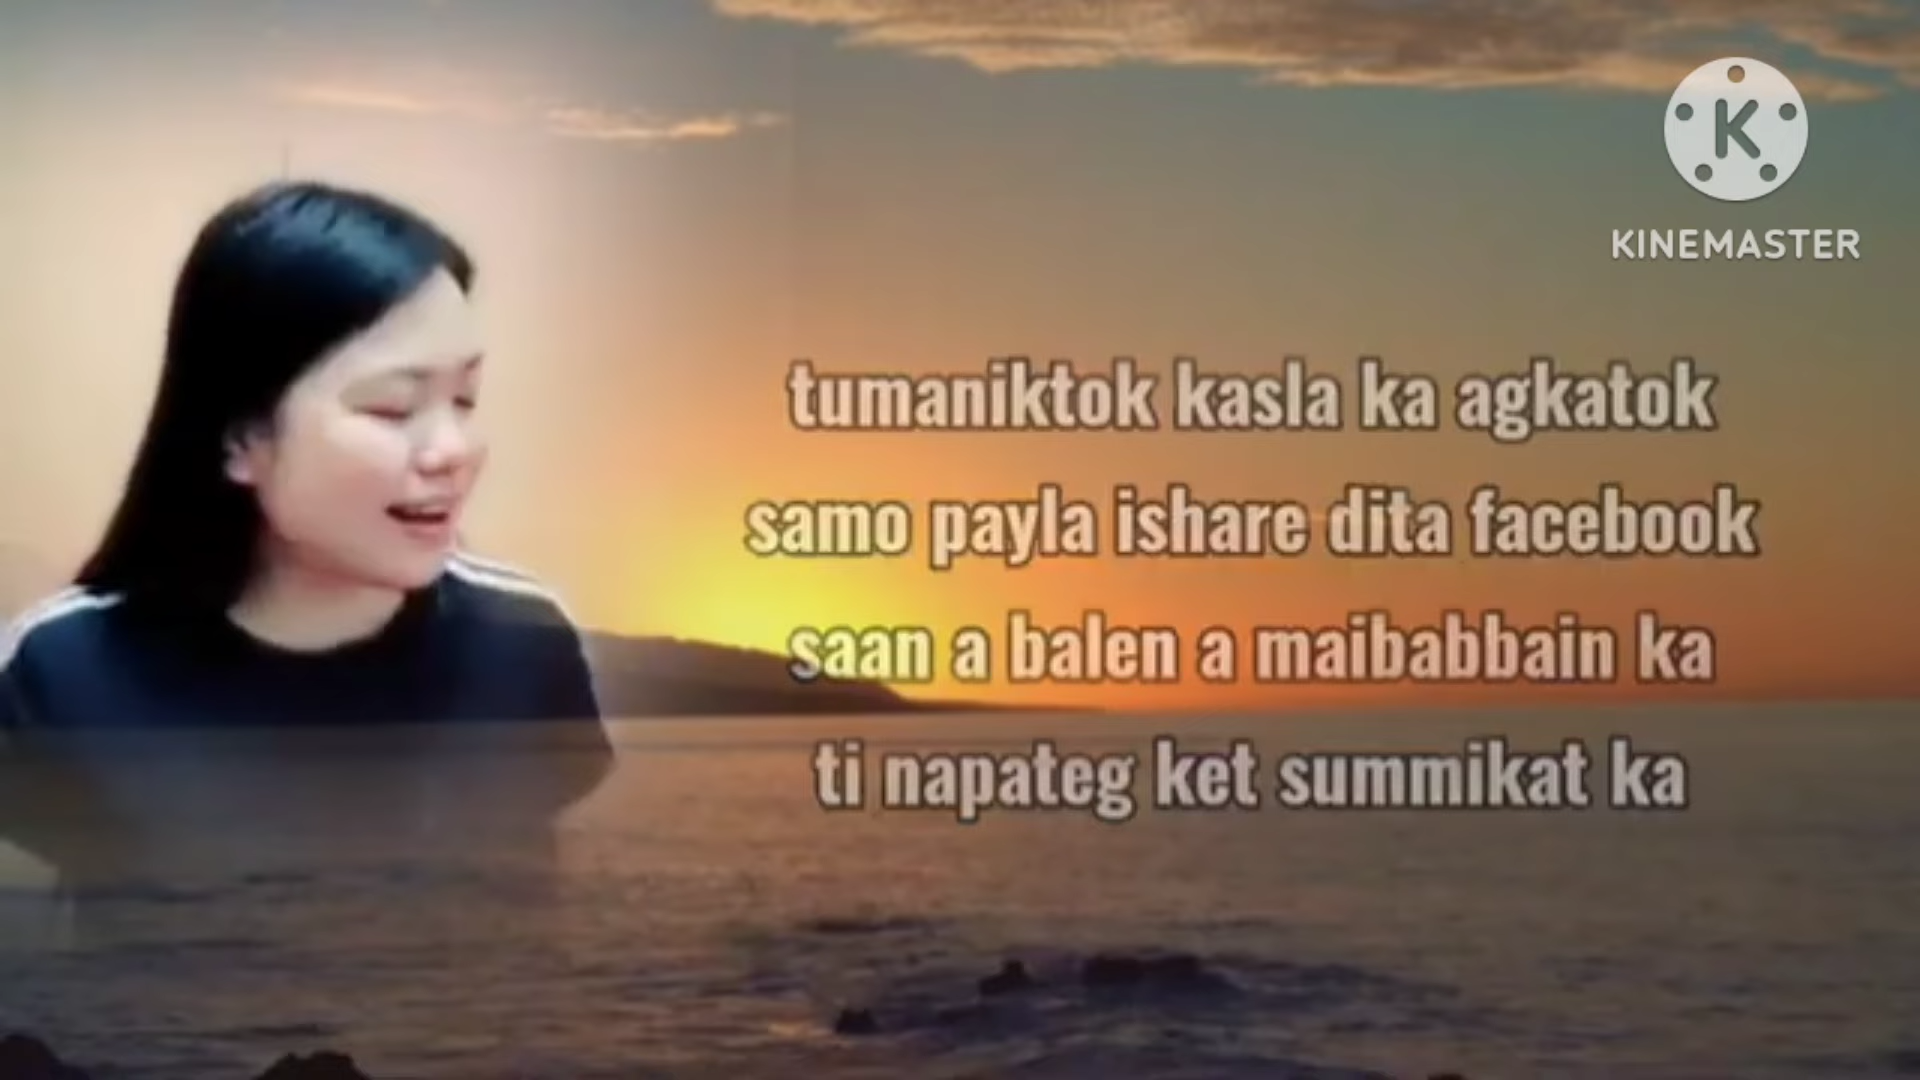 K
KINEMASTER
tumaniktok kasla ka agkatok
samo payla ishare dita facebook
saan a balen a maibabbain ka
ti napateg ket summikat ka